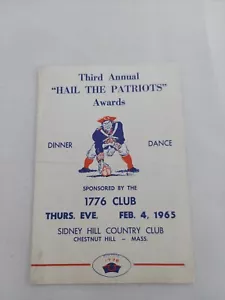 Third Annual
"HAIL THE PATRIOTS"
Awards
DINNER DANCE
SPONSORED BY THE
1776 CLUB
THURS. EVE. FEB. 4, 1965
SIDNEY HILL COUNTRY CLUB
CHESTNUT HILL — MASS.